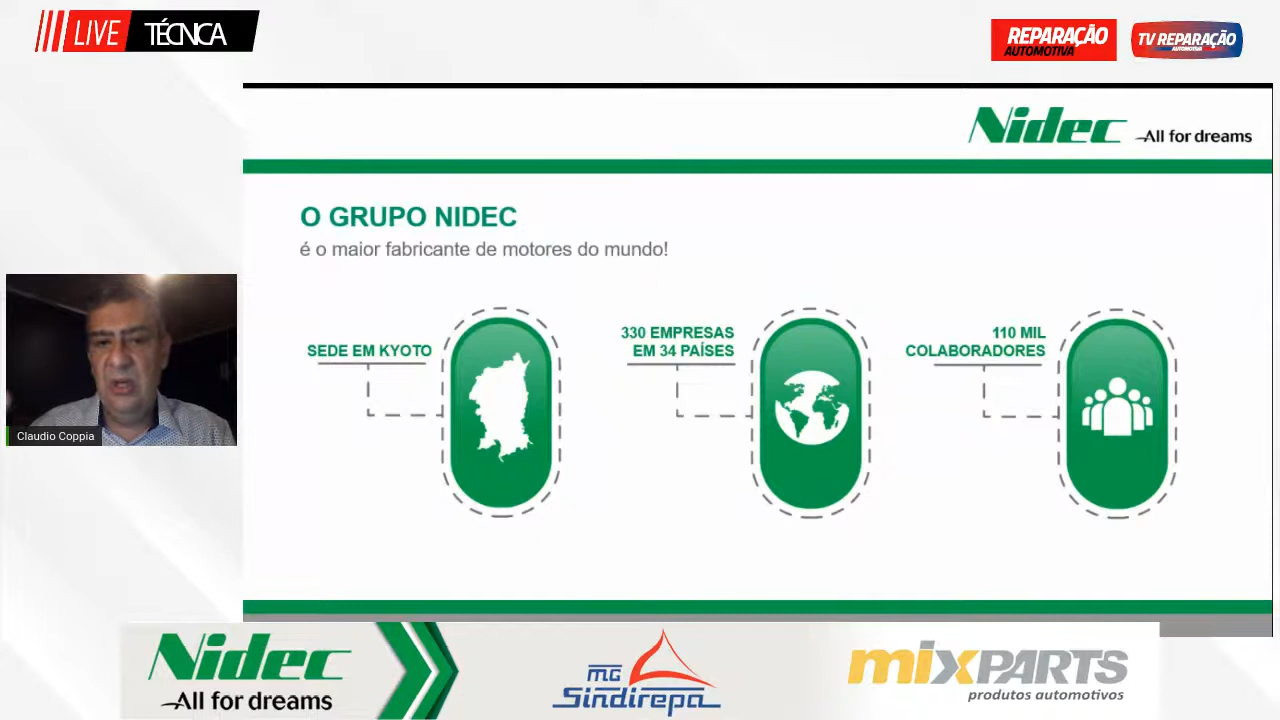 LIVE TÉCNICA
REPARAÇÃO
AUTOMOTIVA
TV REPARAÇÃO
AUTOMOTIVA
Nidec
All for dreams
O GRUPO NIDEC
é o maior fabricante de motores do mundo!
SEDE EM KYOTO
330 EMPRESAS
EM 34 PAÍSES
110 MIL
COLABORADORES
Claudio Coppia
Nidec
All for dreams
MG
Sindirepa
mixPARTS
produtos automotivos